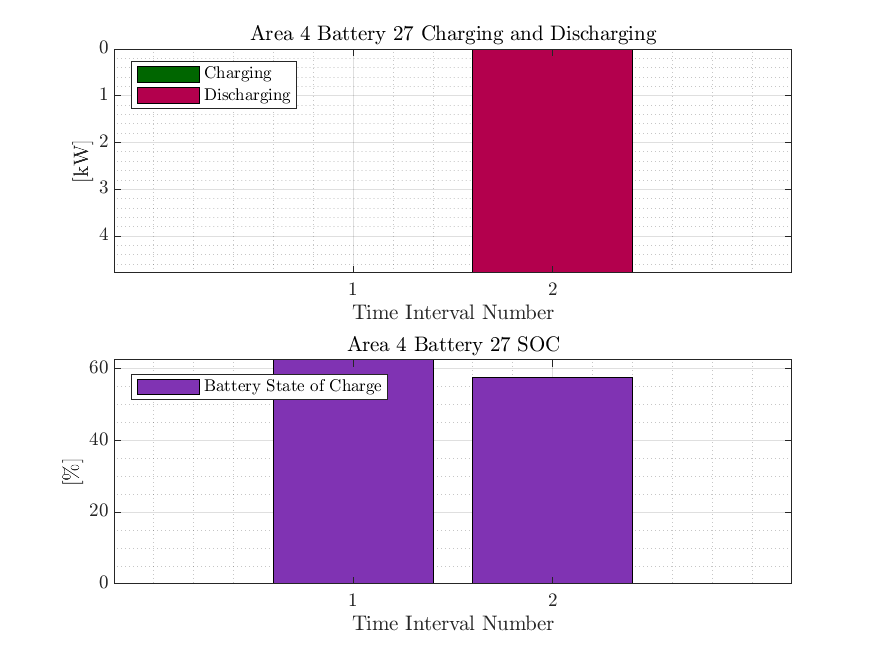 Area 4 Battery 27 Charging and Discharging
0
1
2
3
4
[kW]
Charging
Discharging
1 2
Time Interval Number
Area 4 Battery 27 SOC
60
40
20
0
[%]
Battery State of Charge
1 2
Time Interval Number